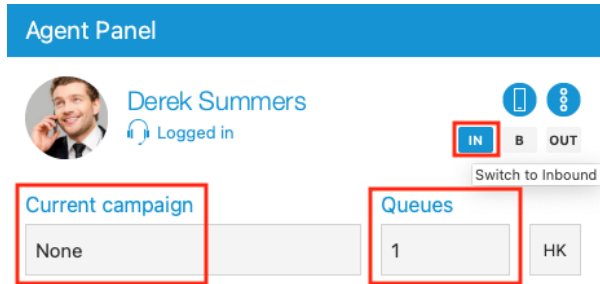 Agent Panel
Derek Summers
Logged in
IN B OUT
Switch to Inbound
Current campaign Queues
None 1 HK